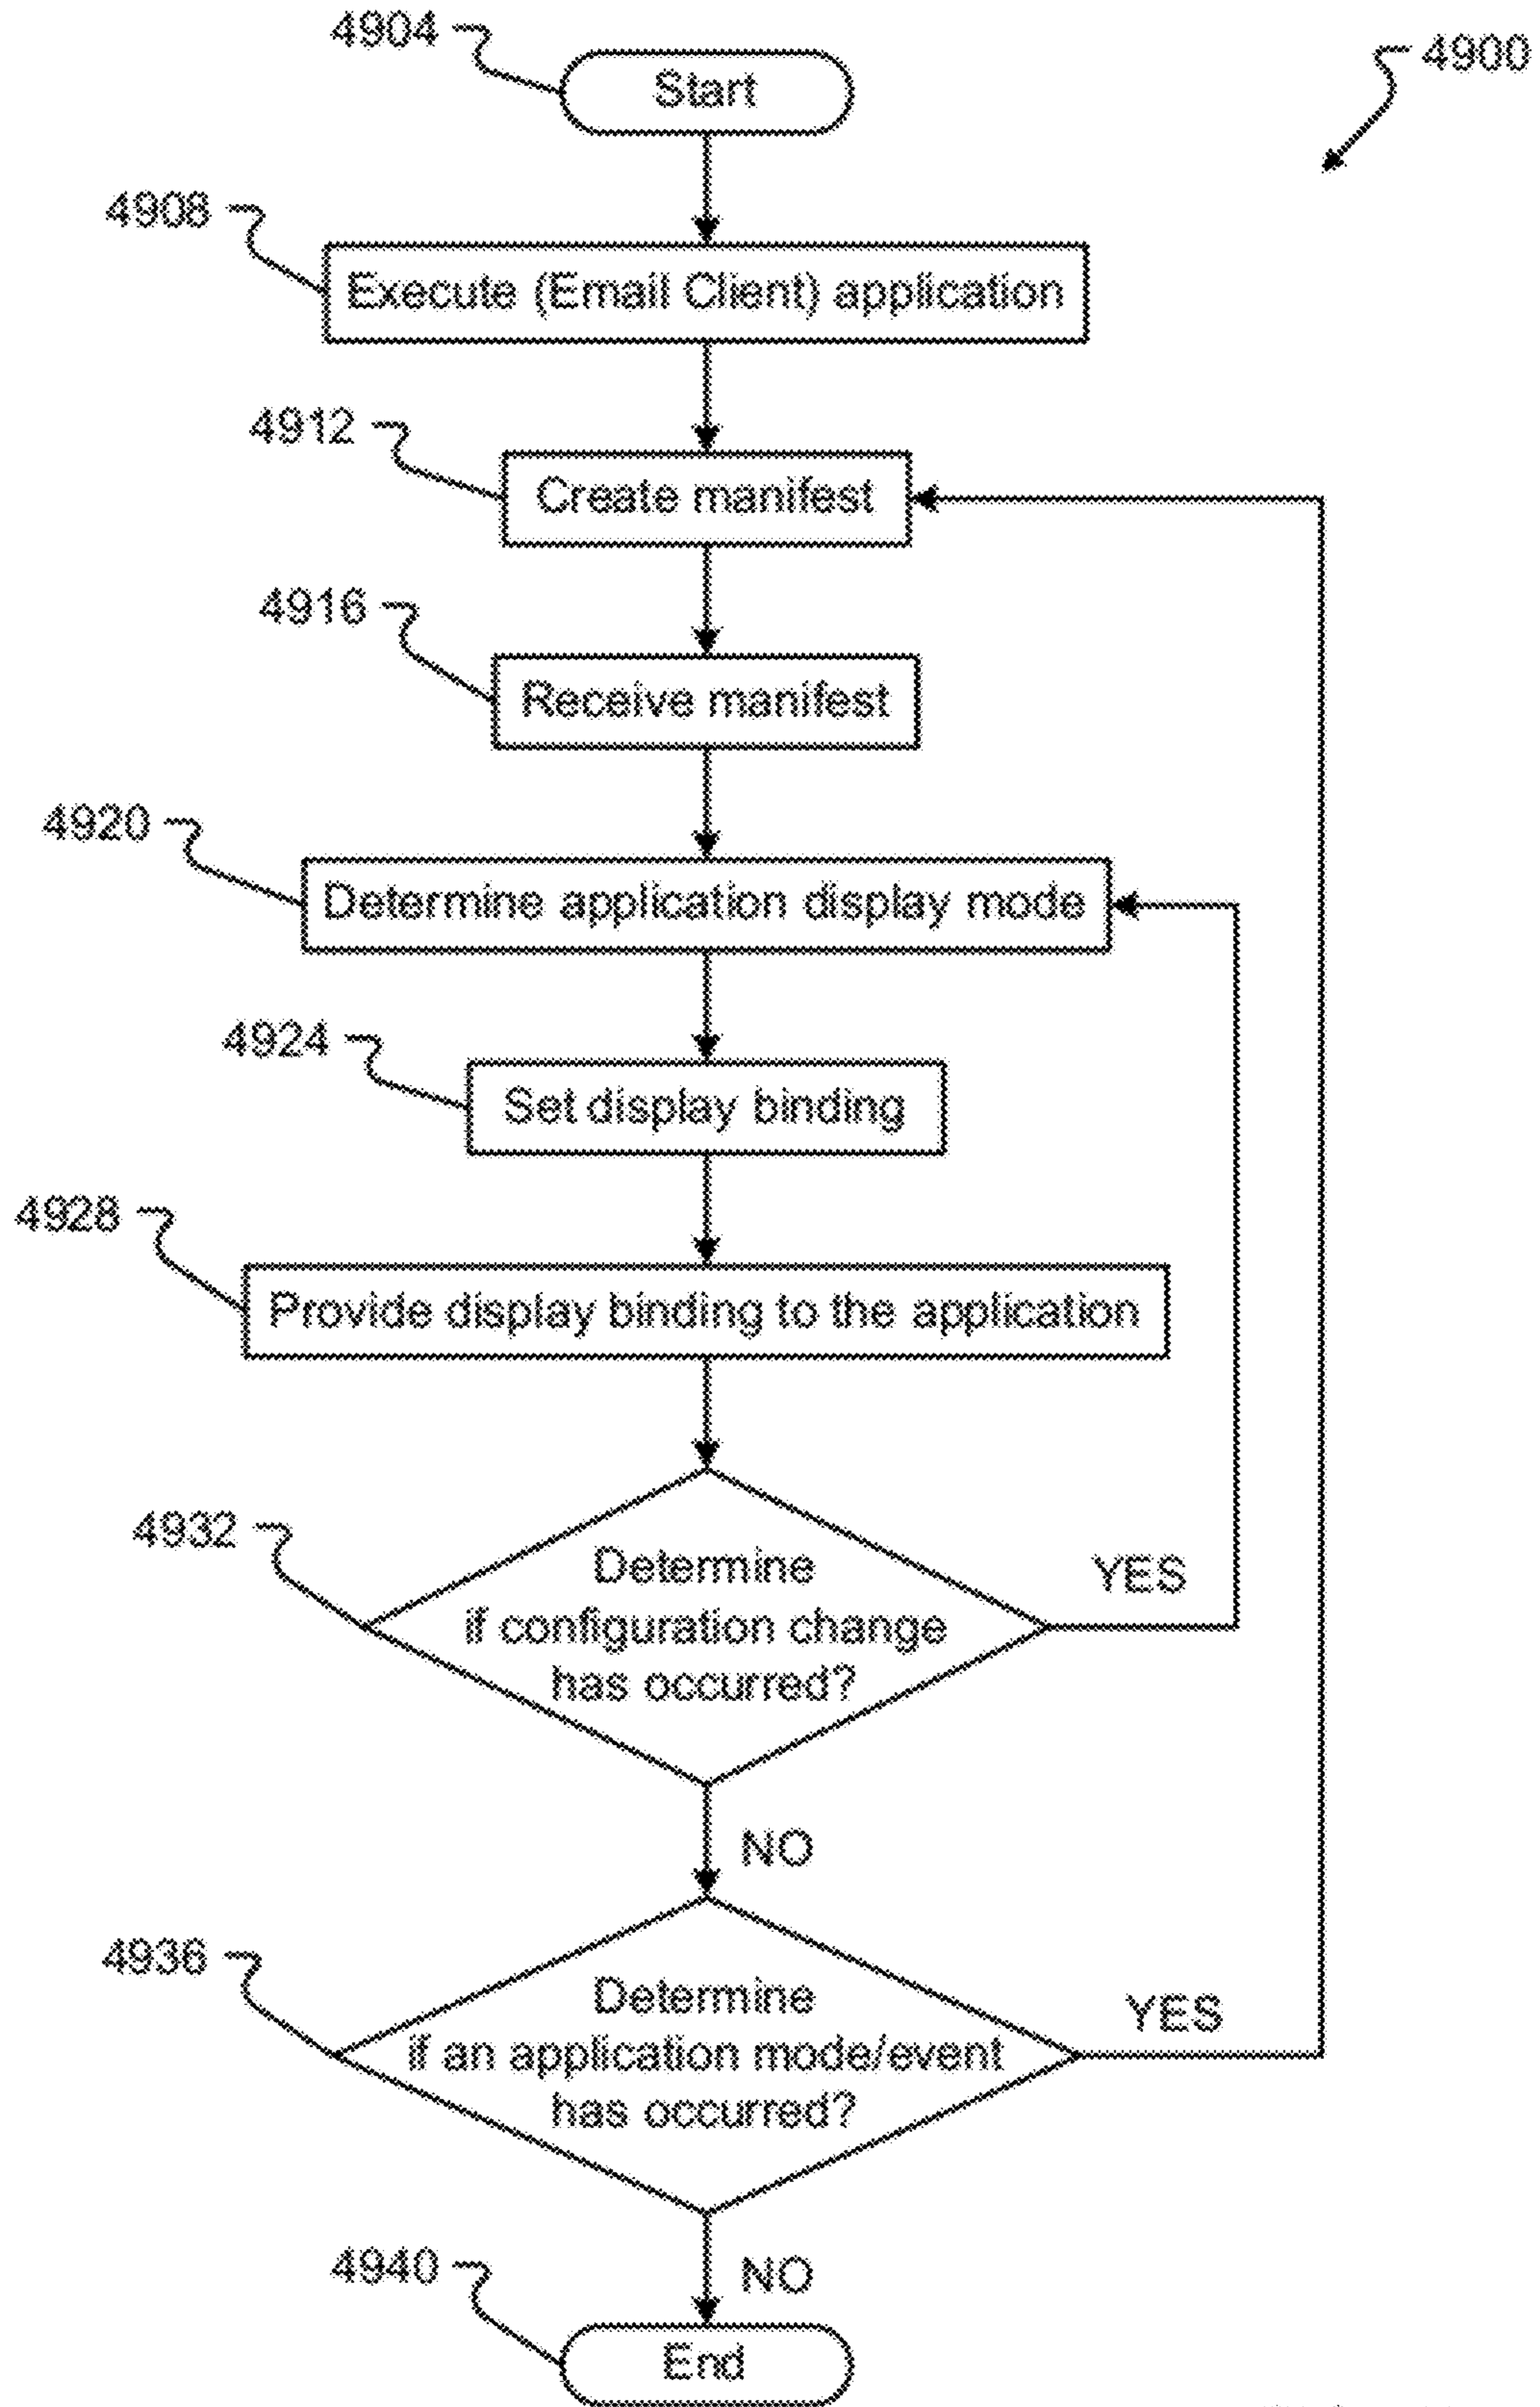 4904
Start
4900
4908
Execute (Email Client) application
4912
Create manifest
4916
Receive manifest
4920
Determine application display mode
4924
Set display binding
4928
Provide display binding to the application
4932
Determine
if configuration change
has occurred?
YES
NO
4936
Determine
if an application mode/event
has occurred?
YES
NO
4940
End